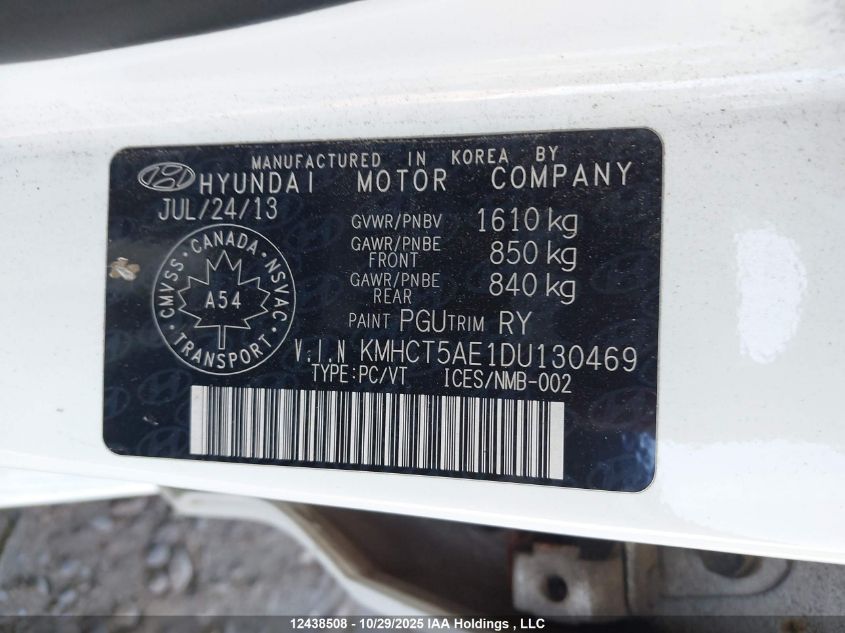 MANUFACTURED IN KOREA BY
HYUNDAI MOTOR COMPANY
JUL/24/13
GVWR/PNBV 1610 kg
GAWR/PNBE FRONT 850 kg
GAWR/PNBE REAR 840 kg
CANADA
CMVSS NSVAC
A54
TRANSPORT
PAINT PGU TRIM RY
V.I.N KMHCT5AE1DU130469
TYPE:PC/VT ICES/NMB-002
12438508 - 10/29/2025 IAA Holdings , LLC